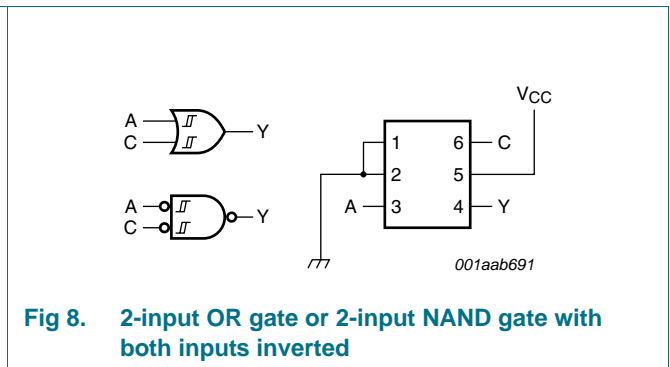 A
C
Y
A
C
Y
VCC
1
6
C
2
5
A
3
4
Y
001aab691
Fig 8. 2-input OR gate or 2-input NAND gate with
both inputs inverted